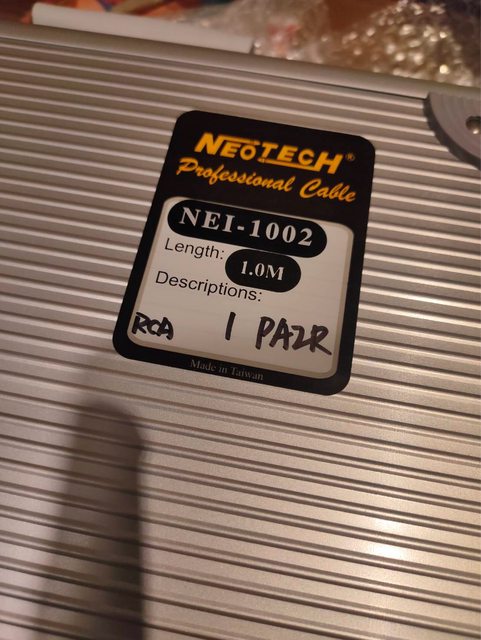 NEOTECH®
Professional Cable
NEI-1002
Length: 1.0M
Descriptions:
RCA 1 PAIR
Made in Taiwan